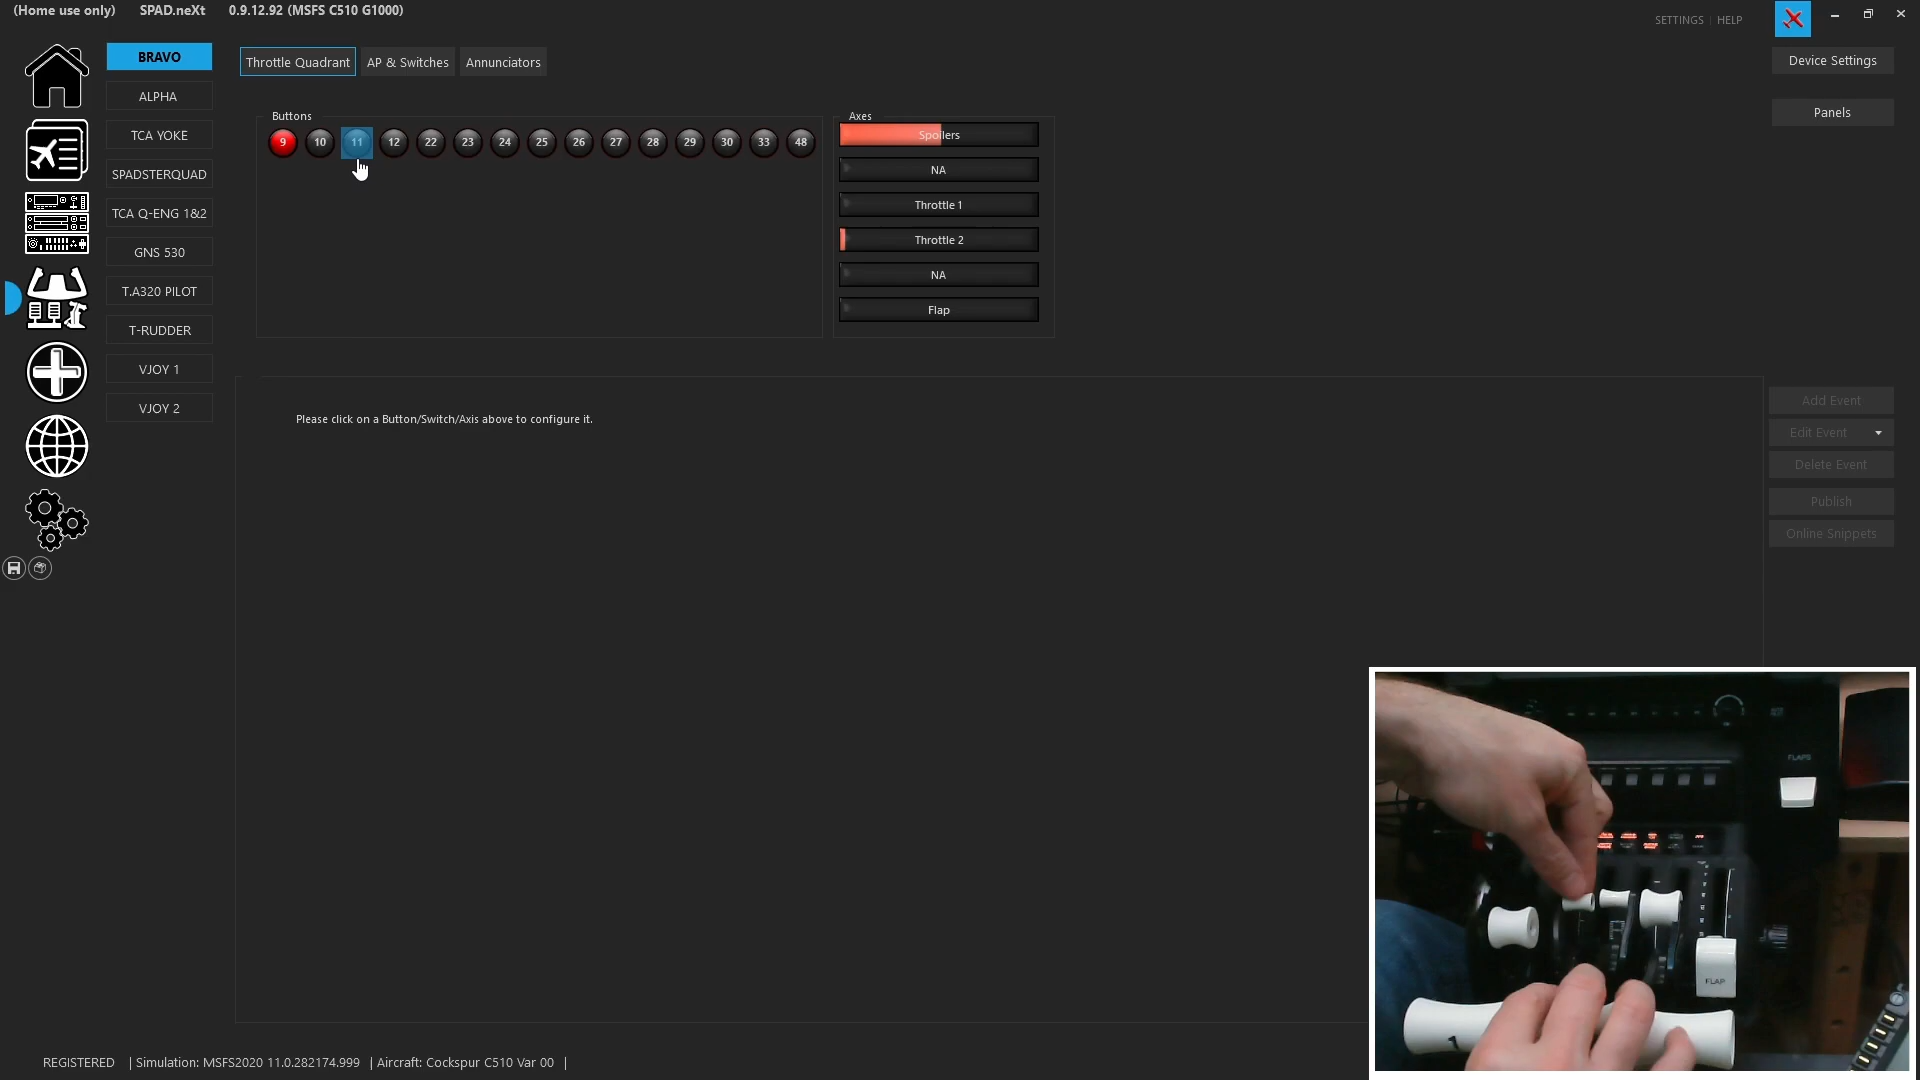 (Home use only) SPAD.neXt 0.9.12.92 (MSFS C510 G1000)
SETTINGS | HELP
BRAVO
ALPHA
TCA YOKE
SPADSTERQUAD
TCA Q-ENG 1&2
GNS 530
T.A320 PILOT
T-RUDDER
VJOY 1
VJOY 2
Throttle Quadrant AP & Switches Annunciators
Device Settings
Panels
Buttons
9 10 11 12 22 23 24 25 26 27 28 29 30 33 48
Axes
Spoilers
NA
Throttle 1
Throttle 2
NA
Flap
Please click on a Button/Switch/Axis above to configure it.
Add Event
Edit Event
Delete Event
Publish
Online Snippets
FLAPS
FLAP
1
REGISTERED | Simulation: MSFS2020 11.0.282174.999 | Aircraft: Cockspur C510 Var 00 |